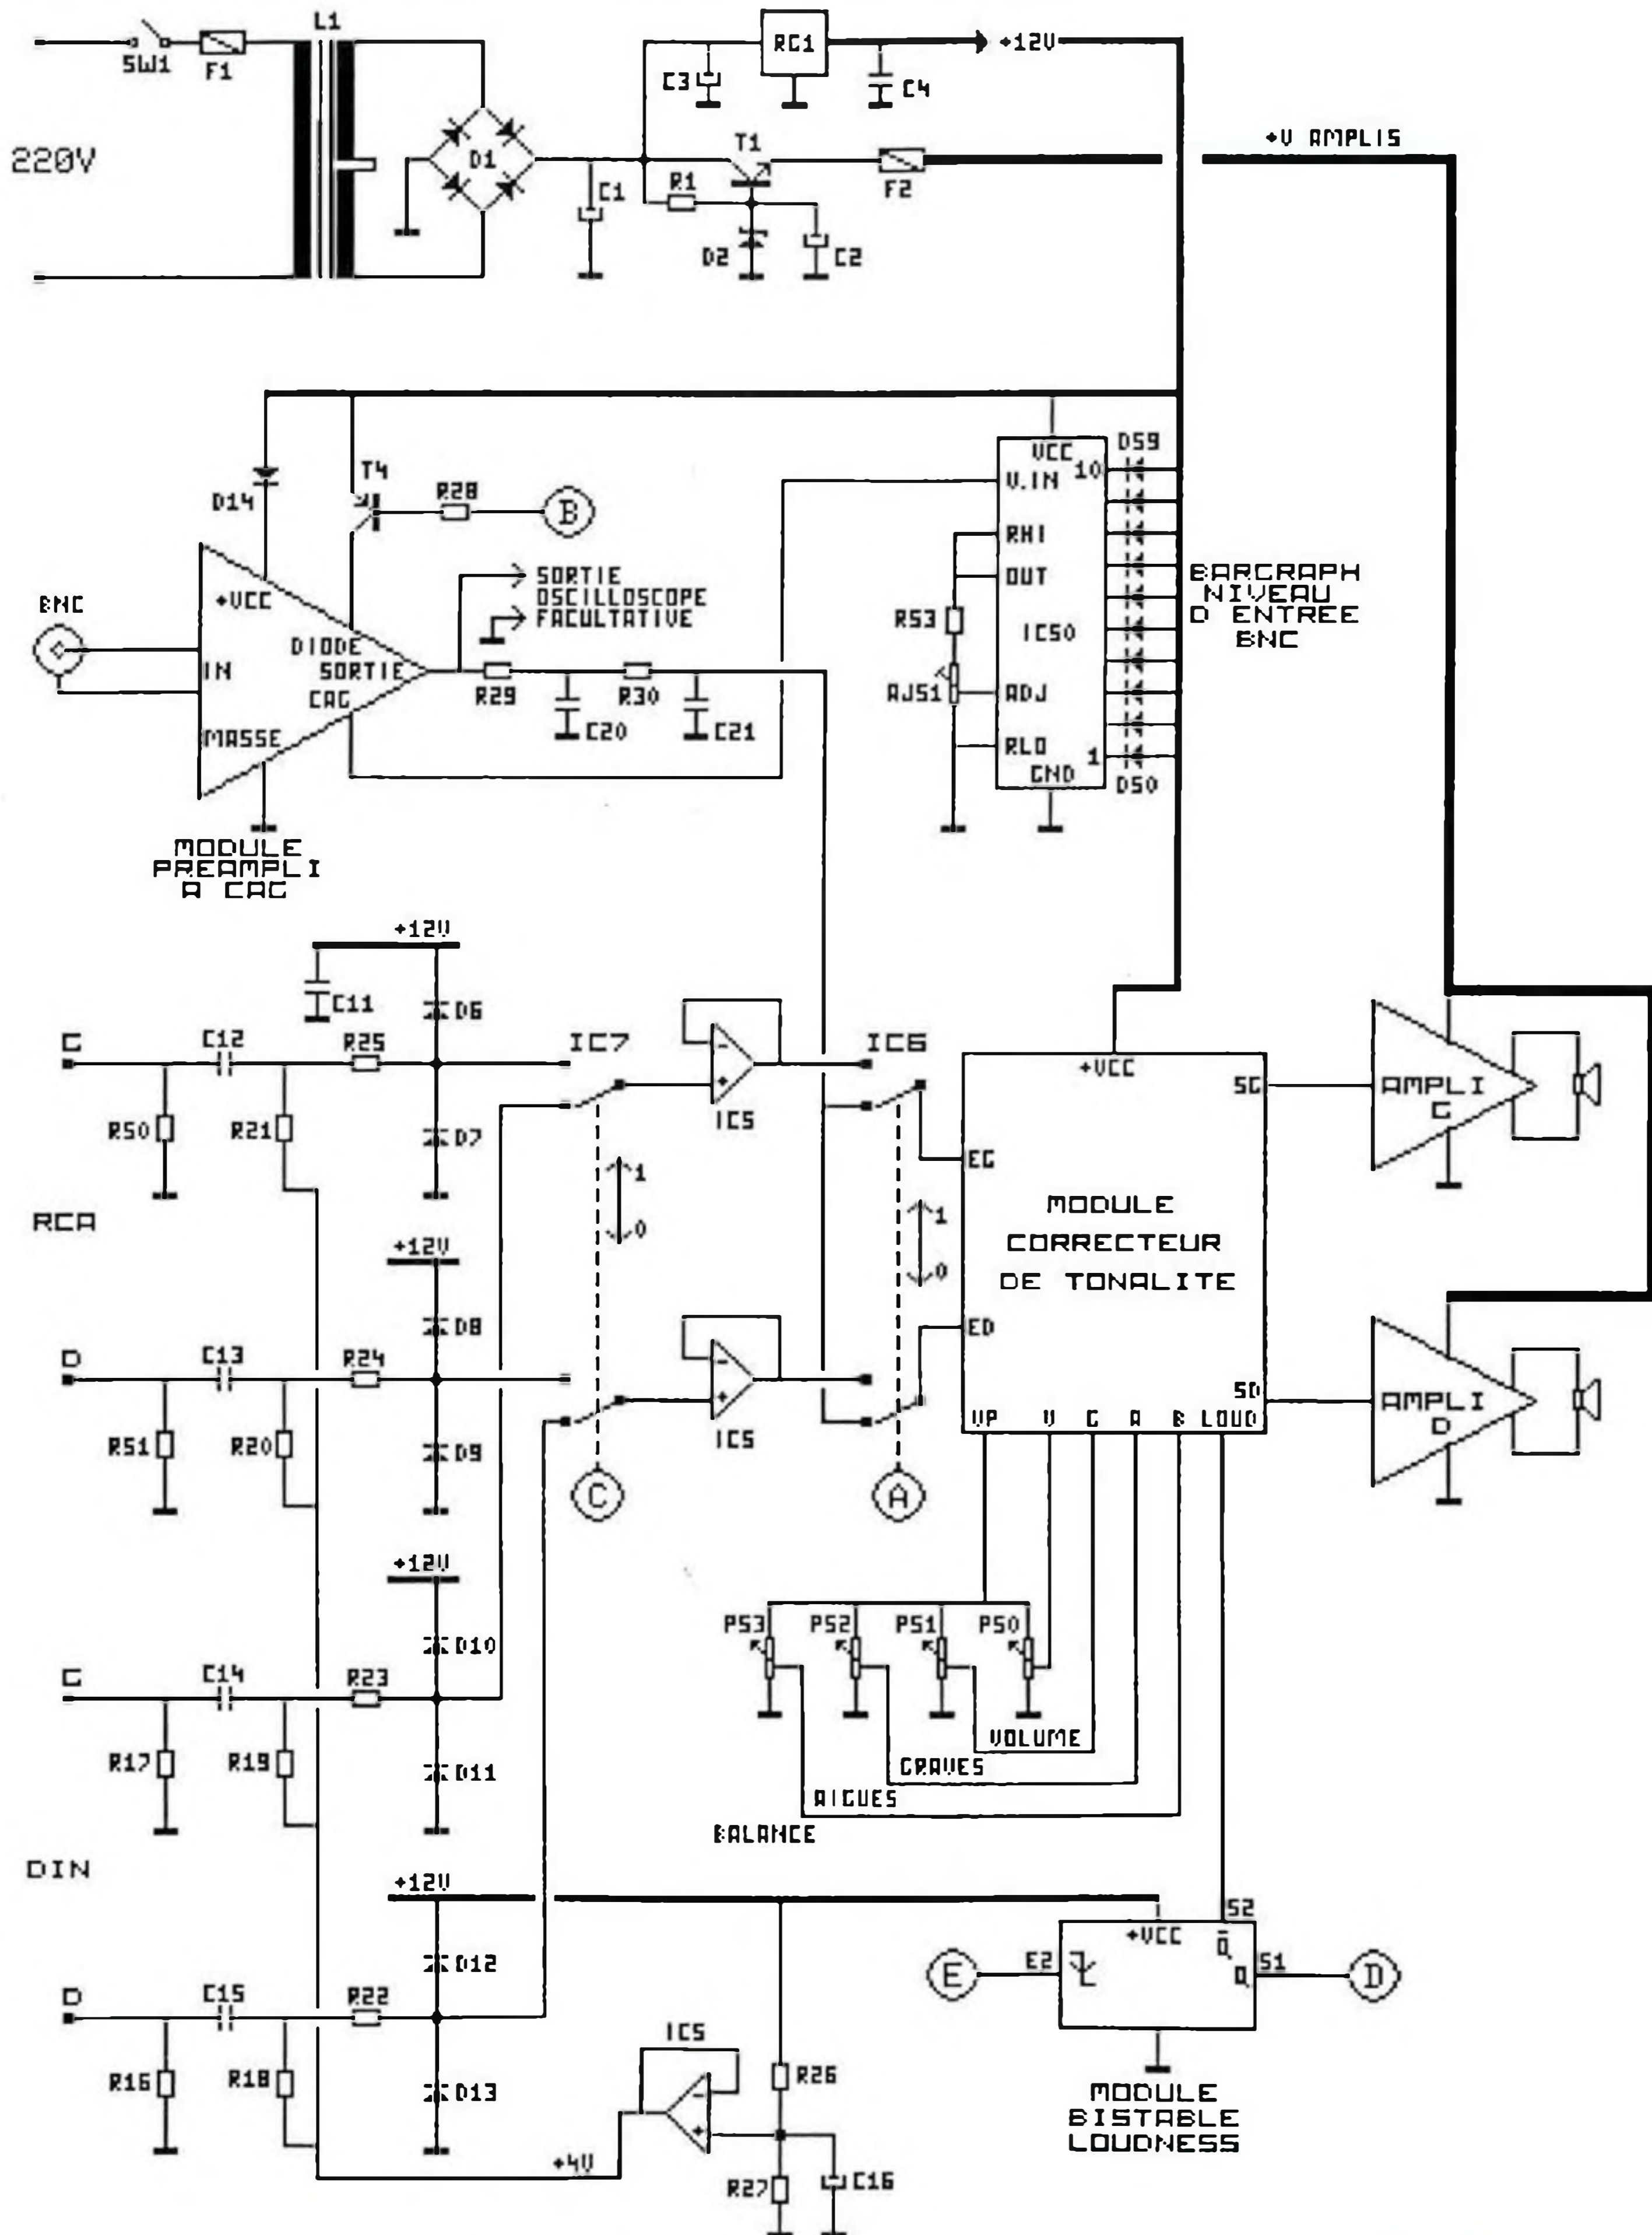 L1
SW1
F1
220V
D1
C1
C3
RG1
C4
+12V
T1
R1
D2
C2
F2
+V AMPLIS
D14
T4
R28
B
BNC
+VCC
DIODE
IN
SORTIE
CAG
MASSE
SORTIE
OSCILLOSCOPE
FACULTATIVE
R29
C20
R30
C21
MODULE
PREAMPLI
A CAG
VCC
10
V.IN
RHI
OUT
IC50
ADJ
RLO
1
GND
R53
AJ51
D59
D50
BARGRAPH
NIVEAU
D ENTREE
BNC
+12V
C11
D6
G
C12
R25
R50
R21
D7
RCA
+12V
D8
D
C13
R24
R51
R20
D9
+12V
D10
G
C14
R23
R17
R19
D11
DIN
+12V
D12
D
C15
R22
R16
R18
D13
+4V
IC7
1
0
C
IC5
IC5
IC6
1
0
A
+VCC
SG
EG
MODULE
CORRECTEUR
DE TONALITE
ED
SD
VP V G A B LOUD
AMPLI
G
AMPLI
D
P53
P52
P51
P50
VOLUME
GRAVES
AIGUES
BALANCE
E
E2
+VCC
S2
Q
Q
S1
D
MODULE
BISTABLE
LOUDNESS
IC5
R26
R27
C16